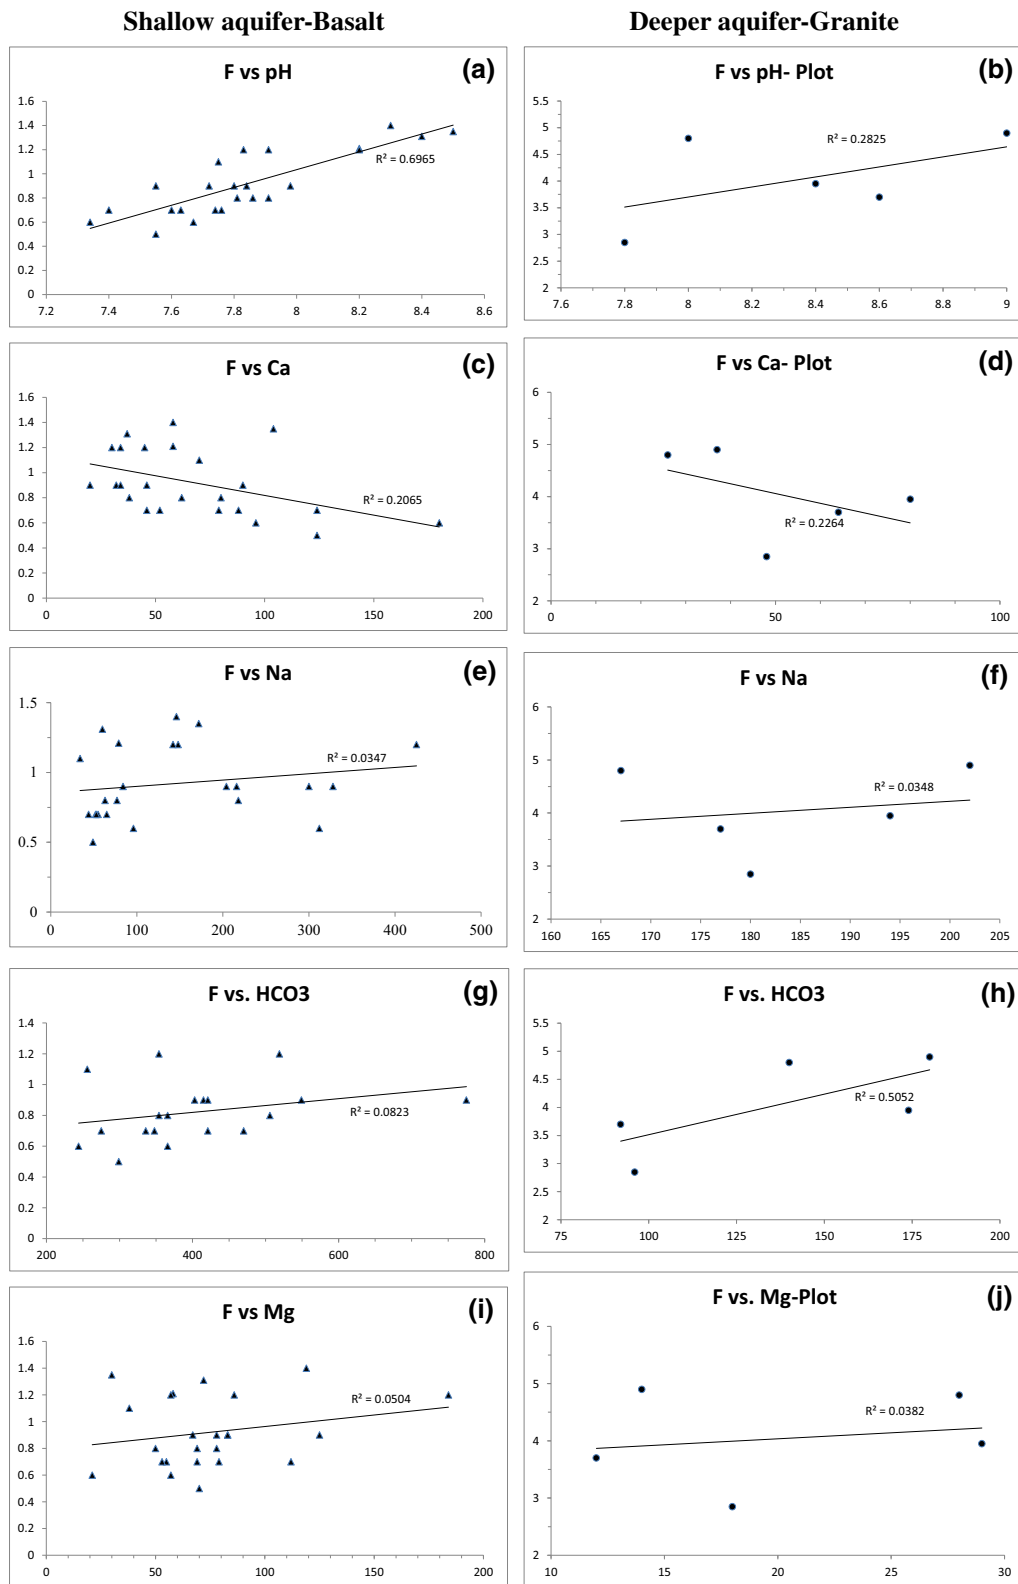 Shallow aquifer-Basalt
Deeper aquifer-Granite
F vs pH
(a)
1.6
1.4
1.2
1
0.8
0.6
0.4
0.2
0
R² = 0.6965
7.2 7.4 7.6 7.8 8 8.2 8.4 8.6
F vs pH- Plot
(b)
5.5
5
4.5
4
3.5
3
2.5
2
R² = 0.2825
7.6 7.8 8 8.2 8.4 8.6 8.8 9
F vs Ca
(c)
1.6
1.4
1.2
1
0.8
0.6
0.4
0.2
0
R² = 0.2065
0 50 100 150 200
F vs Ca- Plot
(d)
6
5
4
3
2
R² = 0.2264
0 50 100
F vs Na
(e)
1.5
1
0.5
0
R² = 0.0347
0 100 200 300 400 500
F vs Na
(f)
6
5
4
3
2
R² = 0.0348
160 165 170 175 180 185 190 195 200 205
F vs. HCO3
(g)
1.4
1.2
1
0.8
0.6
0.4
0.2
0
R² = 0.0823
200 400 600 800
F vs. HCO3
(h)
5.5
5
4.5
4
3.5
3
2.5
2
R² = 0.5052
75 100 125 150 175 200
F vs Mg
(i)
1.6
1.4
1.2
1
0.8
0.6
0.4
0.2
0
R² = 0.0504
0 50 100 150 200
F vs. Mg-Plot
(j)
6
5
4
3
2
R² = 0.0382
10 15 20 25 30